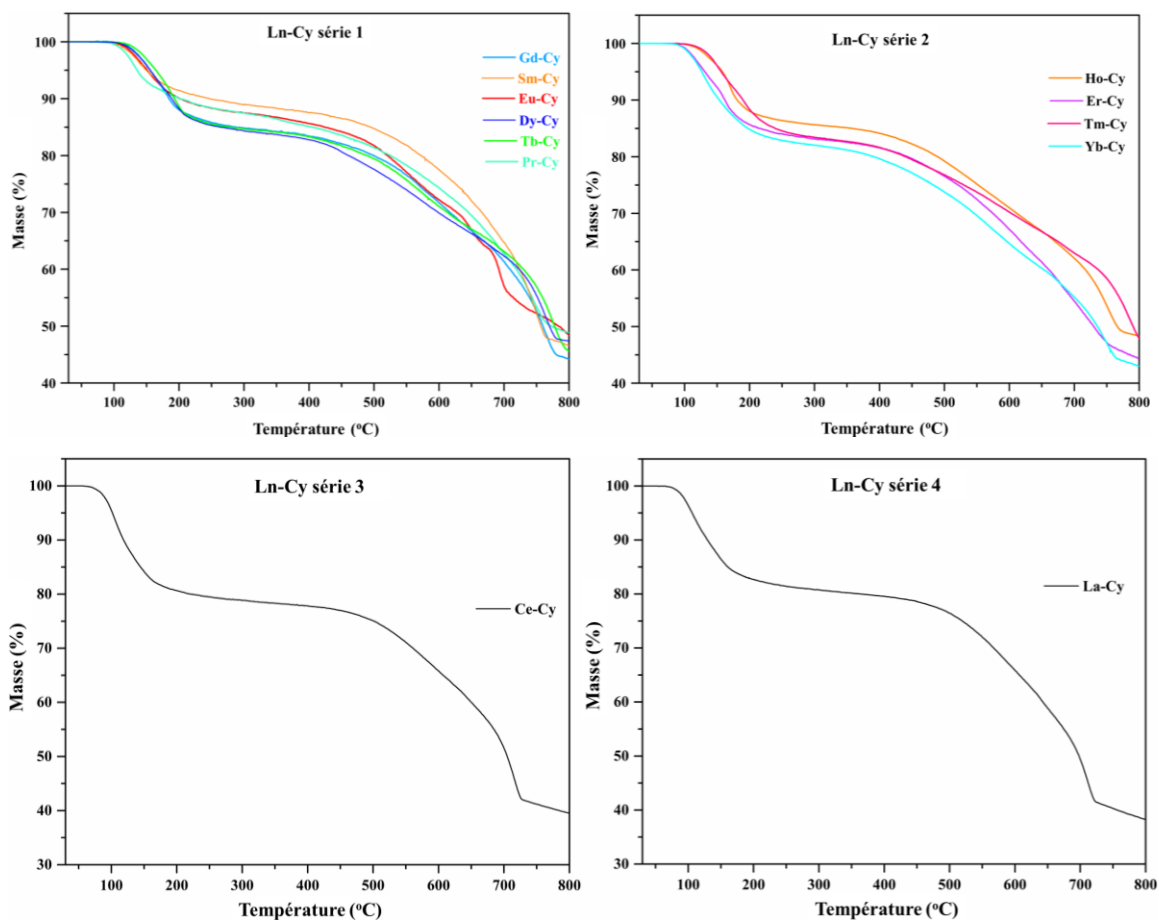 Ln-Cy série 1
Gd-Cy
Sm-Cy
Eu-Cy
Dy-Cy
Tb-Cy
Pr-Cy
Masse (%)
100
90
80
70
60
50
40
100 200 300 400 500 600 700 800
Température (°C)
Ln-Cy série 2
Ho-Cy
Er-Cy
Tm-Cy
Yb-Cy
Masse (%)
100
90
80
70
60
50
40
100 200 300 400 500 600 700 800
Température (°C)
Ln-Cy série 3
Ce-Cy
Masse (%)
100
90
80
70
60
50
40
30
100 200 300 400 500 600 700 800
Température (°C)
Ln-Cy série 4
La-Cy
Masse (%)
100
90
80
70
60
50
40
30
100 200 300 400 500 600 700 800
Température (°C)